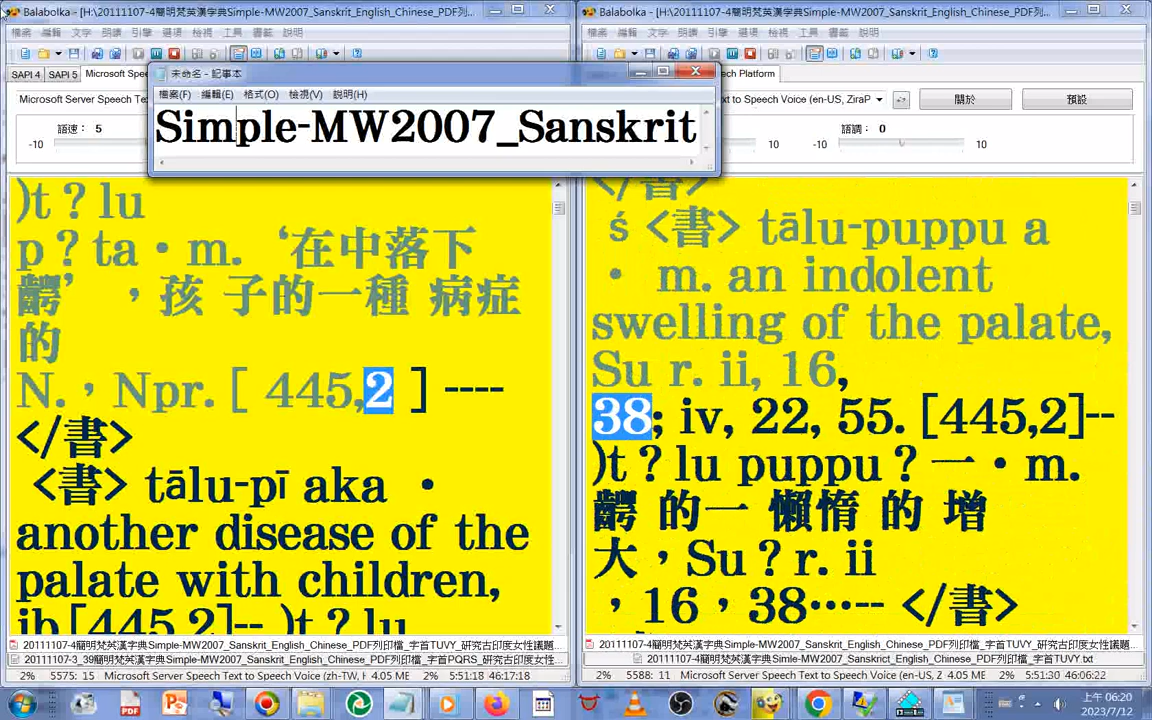 Balabolka - [H:\20111107-4簡明梵英漢字典Simple-MW2007_Sanskrit_English_Chinese_PDF列...
檔案 編輯 文字 朗讀 引擎 選項 檢視 工具 書籤 說明
SAPI 4 SAPI 5 Microsoft Spee
Microsoft Server Speech Text
語速： 5
-10
)t ? lu
p ? ta · m. ‘在中落下
齶’ ，孩 子的一種 病症
的
N.，Npr. [ 445,2 ] ----
</書>
<書> tālu-pī aka ·
another disease of the
palate with children,
ib.[445,2]-- )t ? lu
20111107-4簡明梵英漢字典Simple-MW2007_Sanskrit_English_Chinese_PDF列印檔_字首TUVY_研究古印度女性議題...
20111107-3_39簡明梵英漢字典Simple-MW2007_Sanskrit_English_Chinese_PDF列印檔_字首PQRS_研究古印度女性...
2% 5575: 15 Microsoft Server Speech Text to Speech Voice (zh-TW, H 4.05 ME 2% 5:51:18 46:17:18
未命名 - 記事本
檔案(F) 編輯(E) 格式(O) 檢視(V) 說明(H)
Simple-MW2007_Sanskrit
Balabolka - [H:\20111107-4簡明梵英漢字典Simple-MW2007_Sanskrit_English_Chinese_PDF列...
檔案 編輯 文字 朗讀 引擎 選項 檢視 工具 書籤 說明
ech Platform
xt to Speech Voice (en-US, ZiraP 關於 預設
語調： 0
10 -10 10
</書>
ś <書> tālu-puppu a
· m. an indolent
swelling of the palate,
Su r. ii, 16,
38; iv, 22, 55. [445,2]--
)t ? lu puppu ? 一 · m.
齶 的一 懶惰 的 增
大，Su ? r. ii
，16，38…-- </書>
20111107-4簡明梵英漢字典Simple-MW2007_Sanskrit_English_Chinese_PDF列印檔_字首TUVY_研究古印度女性議題...
20111107-4簡明梵英漢字典Simle-MW2007_Sanskrict_English_Chinese_PDF列印檔_字首TUVY.txt
2% 5588: 11 Microsoft Server Speech Text to Speech Voice (en-US, Z 4.05 ME 2% 5:51:30 46:06:22
上午 06:20
2023/7/12